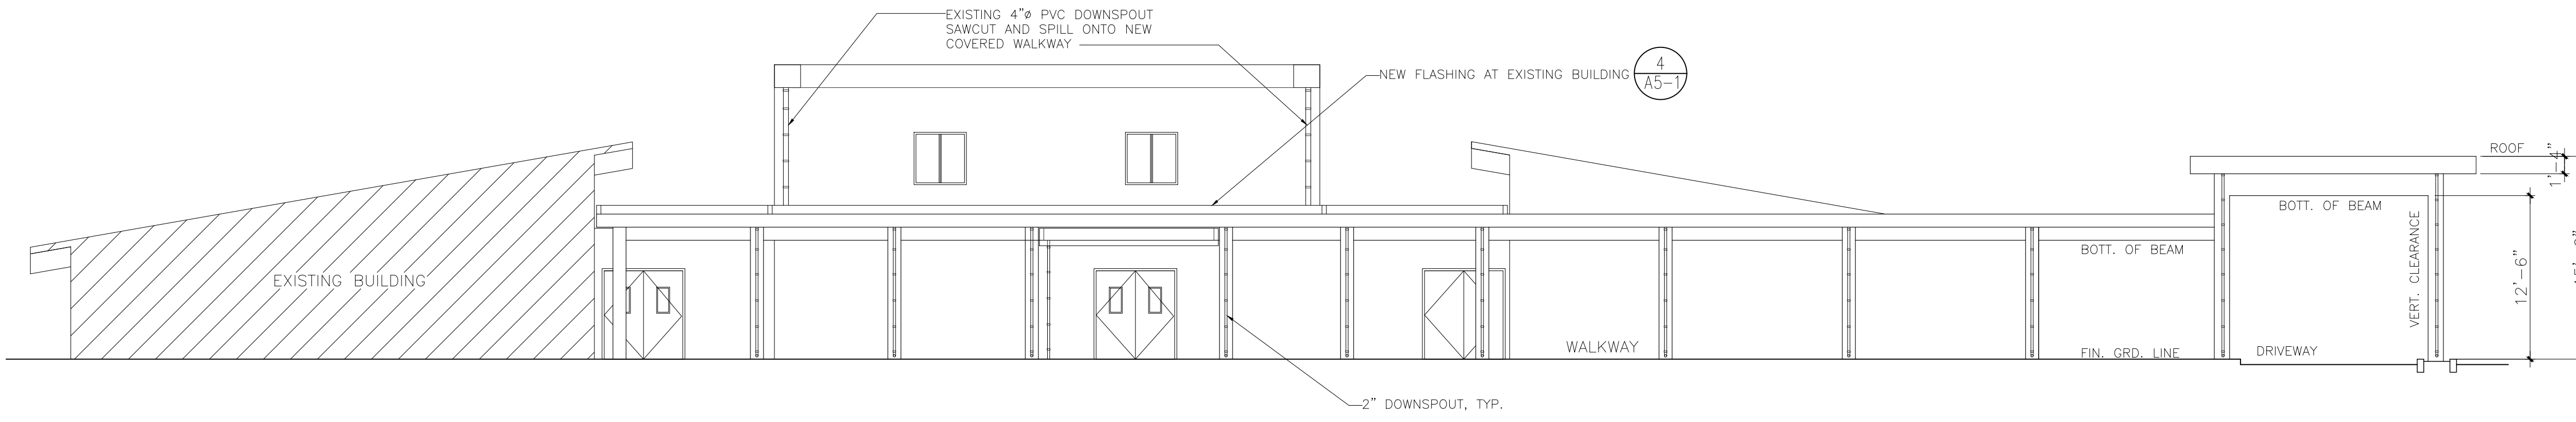 EXISTING 4"ø PVC DOWNSPOUT
SAWCUT AND SPILL ONTO NEW
COVERED WALKWAY
NEW FLASHING AT EXISTING BUILDING
4
A5-1
ROOF
1'-4"
BOTT. OF BEAM
VERT. CLEARANCE
12'-6"
BOTT. OF BEAM
EXISTING BUILDING
WALKWAY
FIN. GRD. LINE
DRIVEWAY
2" DOWNSPOUT, TYP.